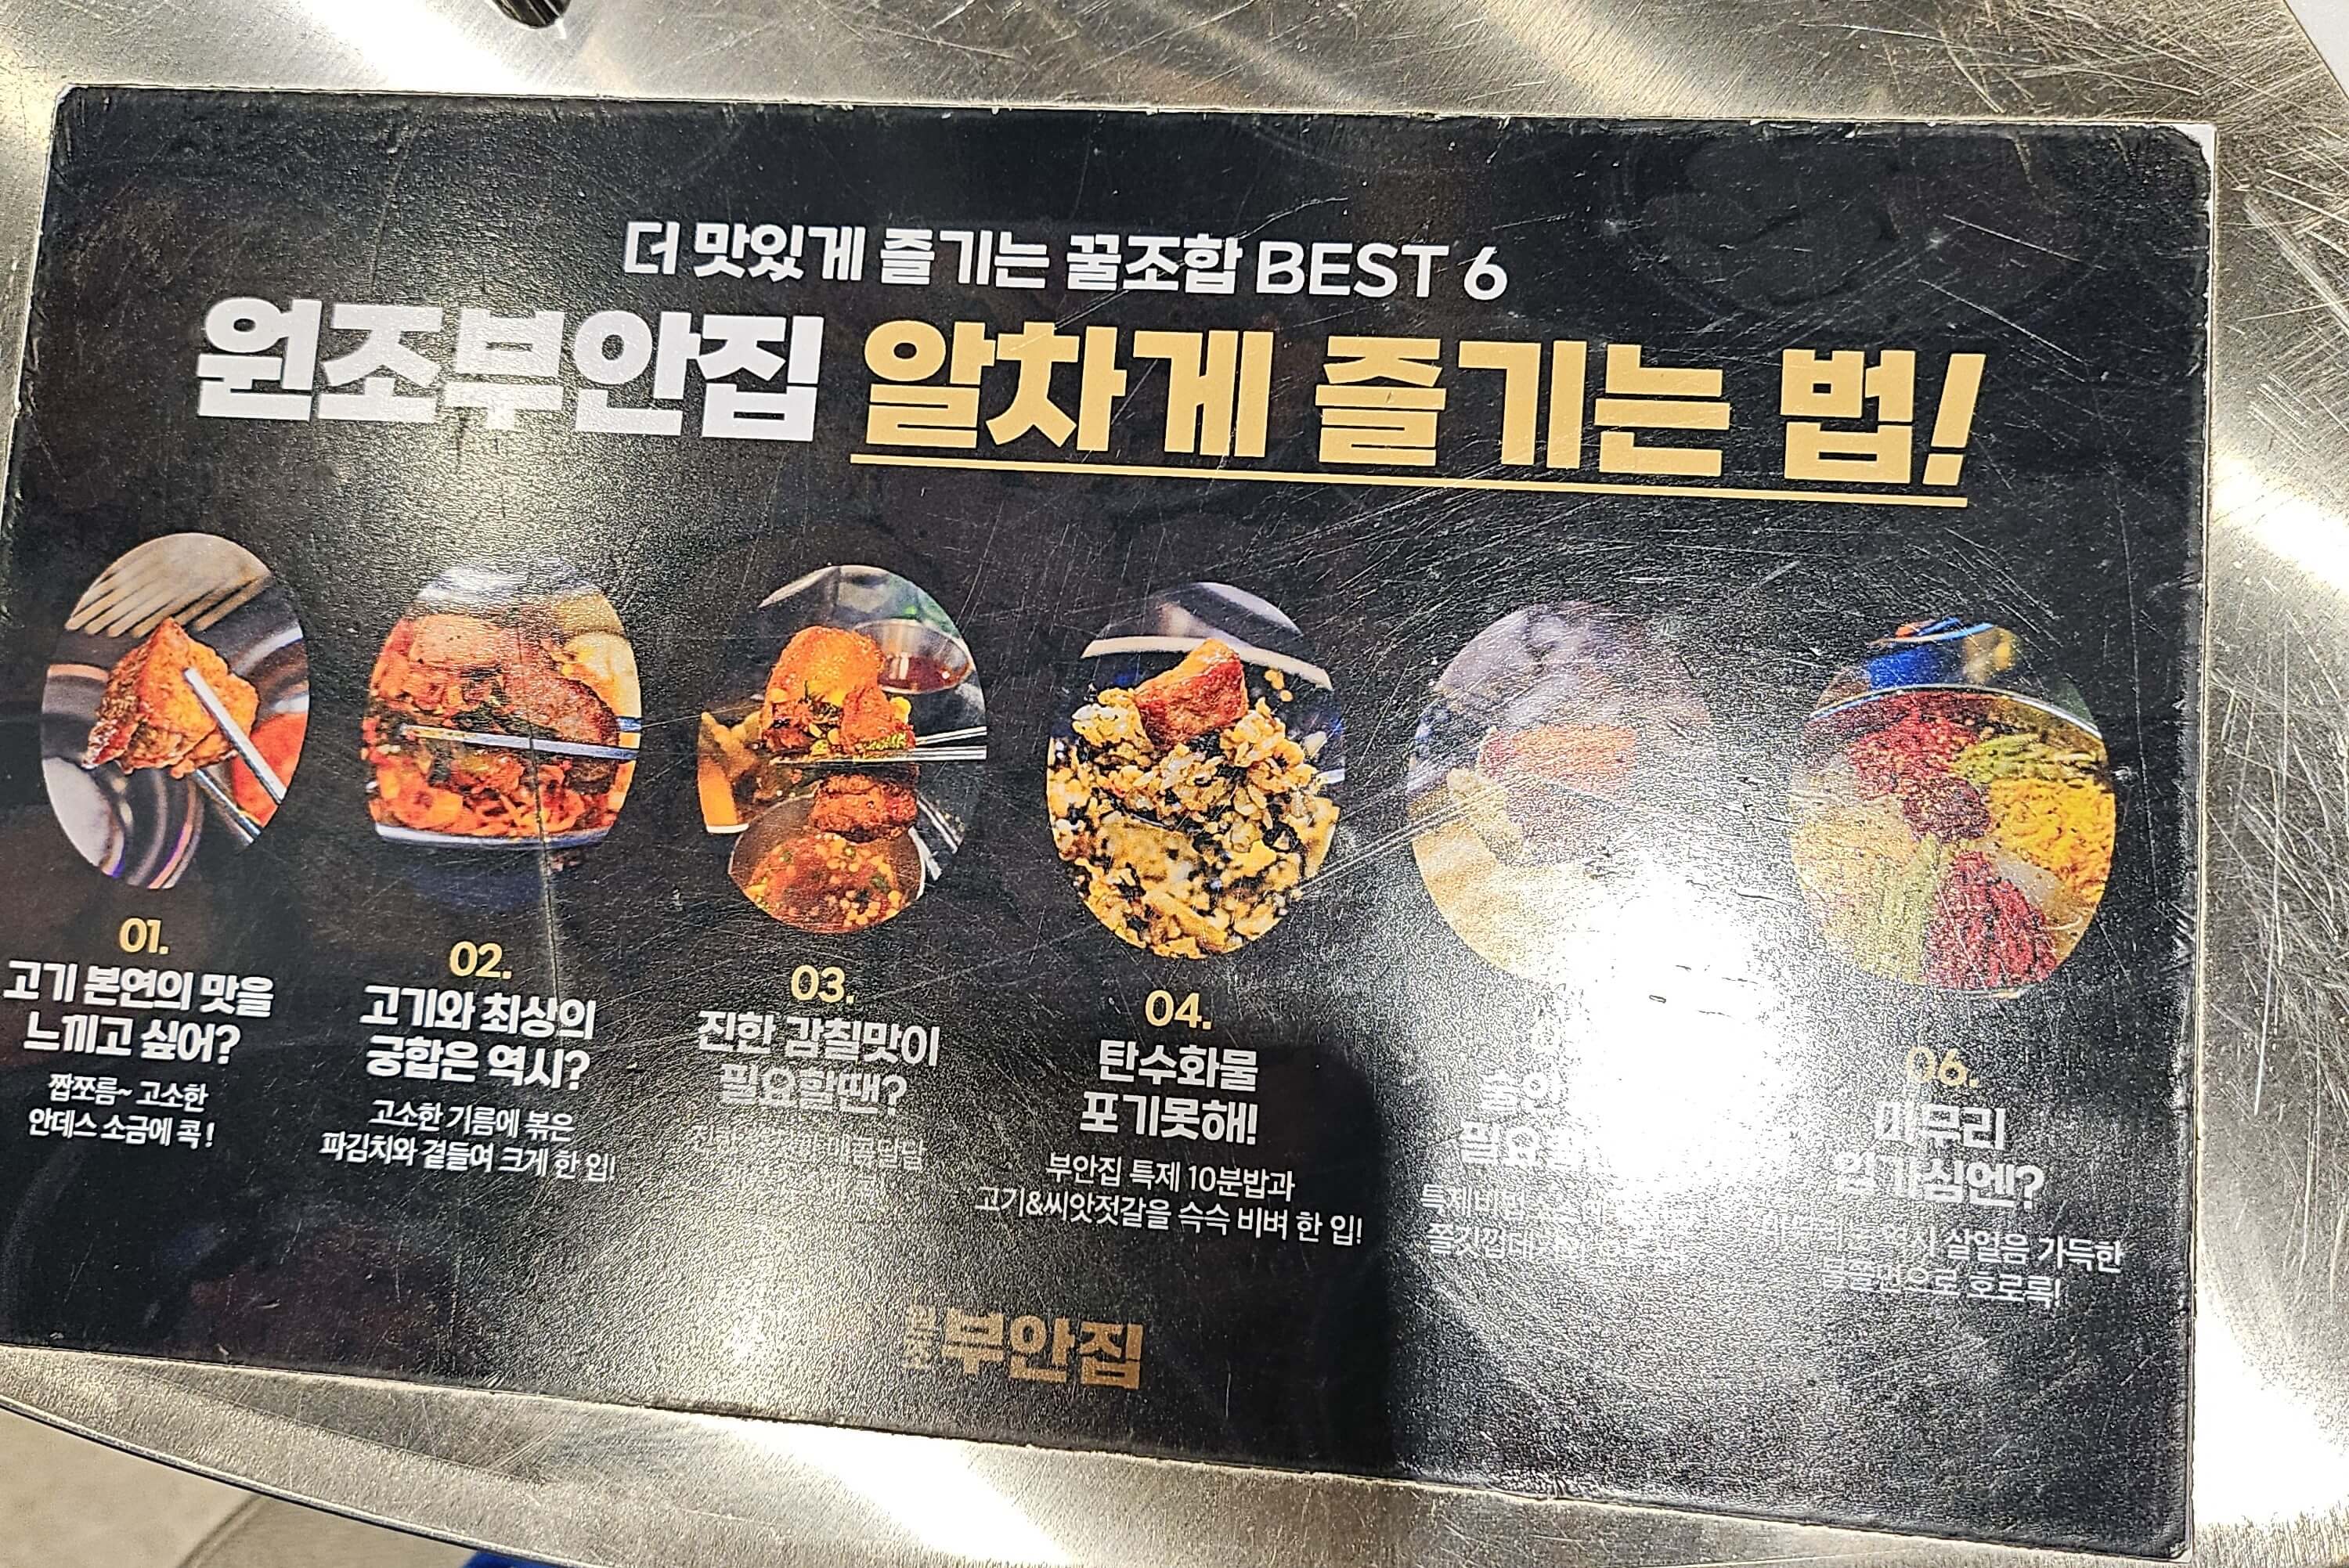 더 맛있게 즐기는 꿀조합 BEST 6
원조부안집 알차게 즐기는 법!
01.
고기 본연의 맛을
느끼고 싶어?
짭쪼름~ 고소한
안데스 소금에 콕!
02.
고기와 최상의
궁합은 역시?
고소한 기름에 볶은
파김치와 곁들여 크게 한 입!
03.
진한 감칠맛이
필요할땐?
04.
탄수화물
포기못해!
부안집 특제 10분밥과
고기&씨앗젓갈을 슥슥 비벼 한 입!
06.
마무리
입가심엔?
살얼음 가득한
호로록!
원조부안집